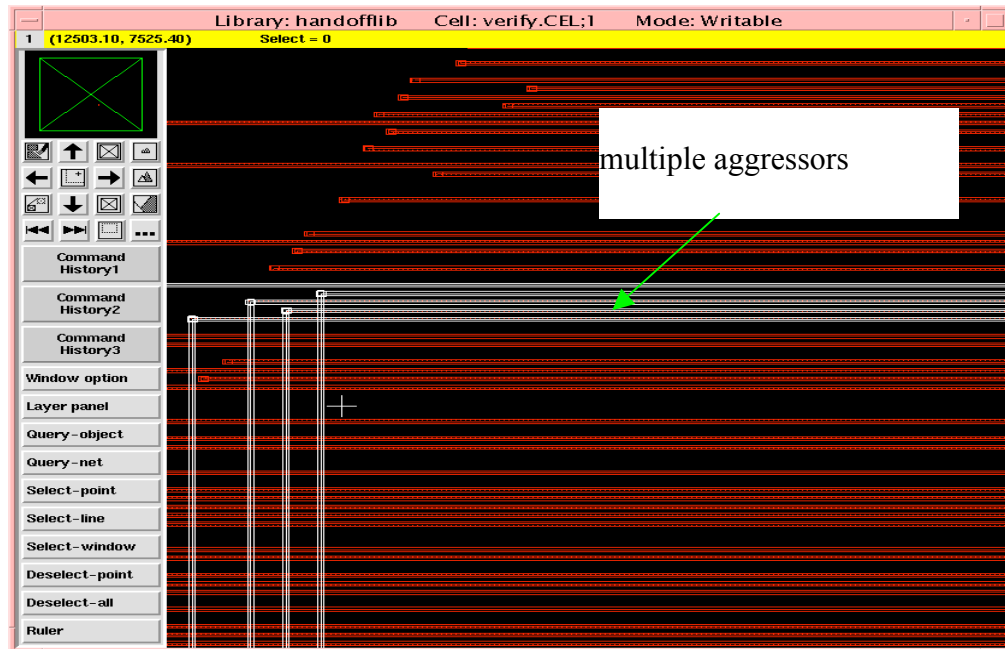 Library: handofflib Cell: verify.CEL;1 Mode: Writable
1 (12503.10, 7525.40) Select = 0
multiple aggressors
Command
History1
Command
History2
Command
History3
Window option
Layer panel
Query-object
Query-net
Select-point
Select-line
Select-window
Deselect-point
Deselect-all
Ruler